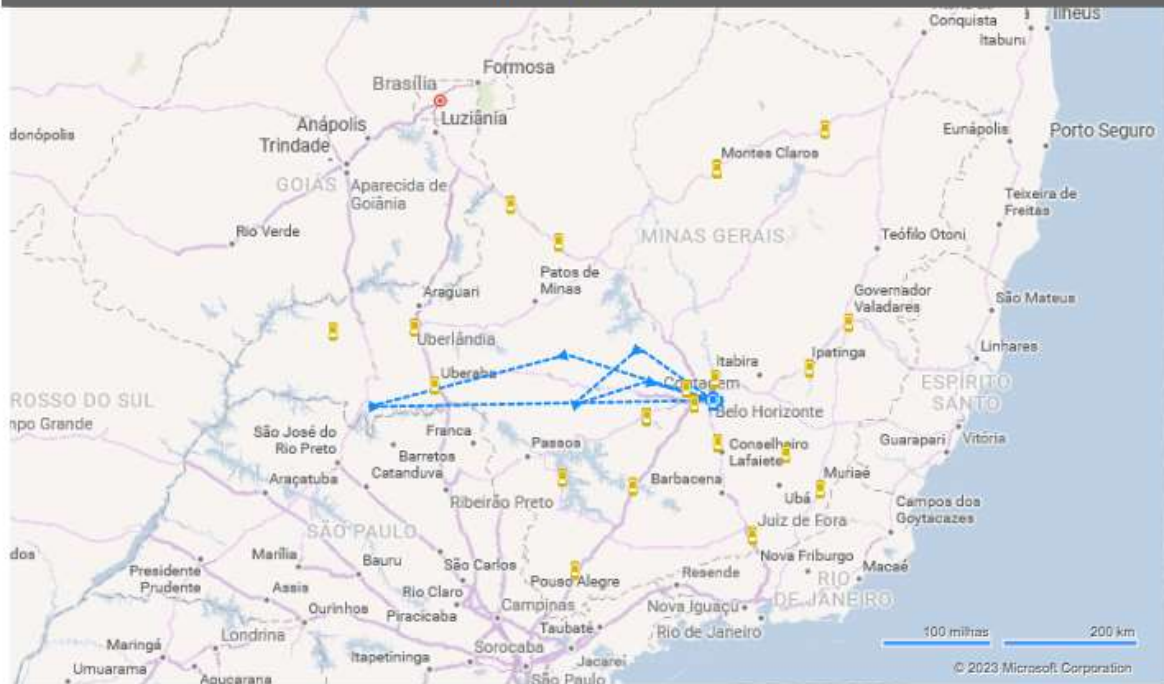 Conquista
Ilhéus
Itabuni
Formosa
Brasília
Luziânia
donópolis
Anápolis
Trindade
Eunápolis
Porto Seguro
Montes Claros
GOIÁS
Aparecida de
Goiânia
Teixeira de
Freitas
Rio Verde
MINAS GERAIS
Teófilo Otoni
Patos de
Minas
Araguari
Governador
Valadares
São Mateus
Uberlândia
Linhares
Itabira
Ipatinga
Uberaba
Contagem
ESPÍRITO
SANTO
ROSSO DO SUL
npo Grande
Belo Horizonte
São José do
Rio Preto
Franca
Passos
Conselheiro
Lafaiete
Guarapari
Vitória
Barretos
Catanduva
Araçatuba
Barbacena
Muriaé
Ubá
Ribeirão Preto
Campos dos
Goytacazes
SÃO PAULO
Juiz de Fora
dos
Marília
São Carlos
Nova Friburgo
Macaé
Presidente
Prudente
Bauru
Pouso Alegre
Resende
RIO
DE JANEIRO
Assis
Rio Claro
Ourinhos
Piracicaba
Campinas
Nova Iguaçu
Taubaté
Rio de Janeiro
100 milhas
200 km
Londrina
Maringá
Sorocaba
Itapetininga
Jacareí
Umuarama
Apucarana
São Paulo
© 2023 Microsoft Corporation